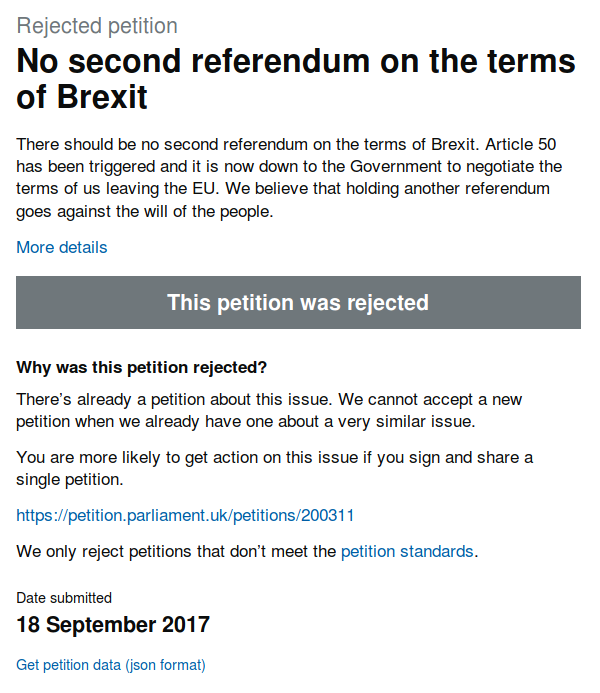 Rejected petition
No second referendum on the terms
of Brexit
There should be no second referendum on the terms of Brexit. Article 50
has been triggered and it is now down to the Government to negotiate the
terms of us leaving the EU. We believe that holding another referendum
goes against the will of the people.
More details
This petition was rejected
Why was this petition rejected?
There’s already a petition about this issue. We cannot accept a new
petition when we already have one about a very similar issue.
You are more likely to get action on this issue if you sign and share a
single petition.
https://petition.parliament.uk/petitions/200311
We only reject petitions that don’t meet the petition standards.
Date submitted
18 September 2017
Get petition data (json format)